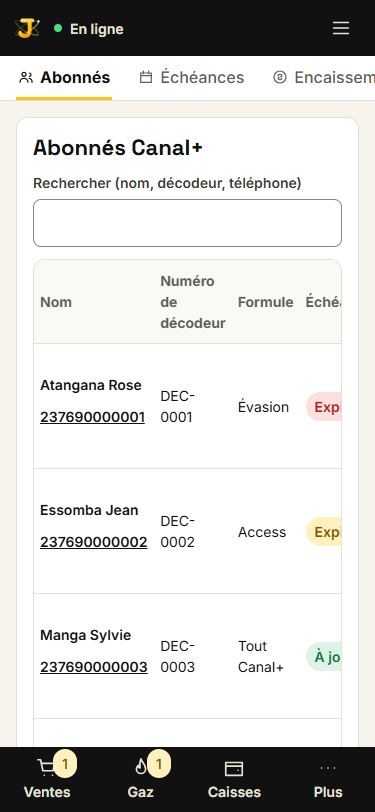 En ligne
Abonnés
Échéances
Encaissem
Abonnés Canal+
Rechercher (nom, décodeur, téléphone)
Nom
Numéro
de
décodeur
Formule
Éché
Atangana Rose
237690000001
DEC-
0001
Évasion
Exp
Essomba Jean
237690000002
DEC-
0002
Access
Exp
Manga Sylvie
237690000003
DEC-
0003
Tout
Canal+
À jo
1
Ventes
1
Gaz
Caisses
Plus